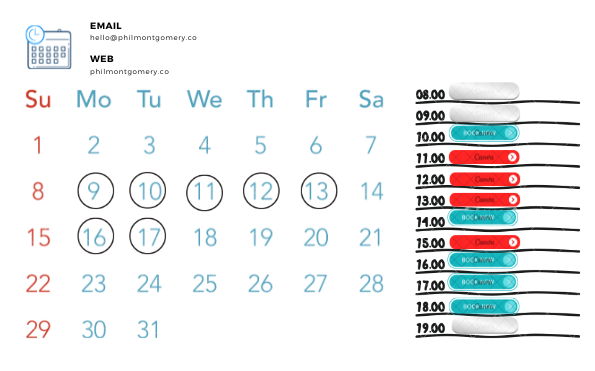 EMAIL
hello@philmontgomery.co
WEB
philmontgomery.co
Su Mo Tu We Th Fr Sa
1 2 3 4 5 6 7
8 9 10 11 12 13 14
15 16 17 18 19 20 21
22 23 24 25 26 27 28
29 30 31
08.00
09.00
10.00 BOOK NOW
11.00
12.00
13.00
14.00 BOOK NOW
15.00
16.00 BOOK NOW
17.00 BOOK NOW
18.00 BOOK NOW
19.00